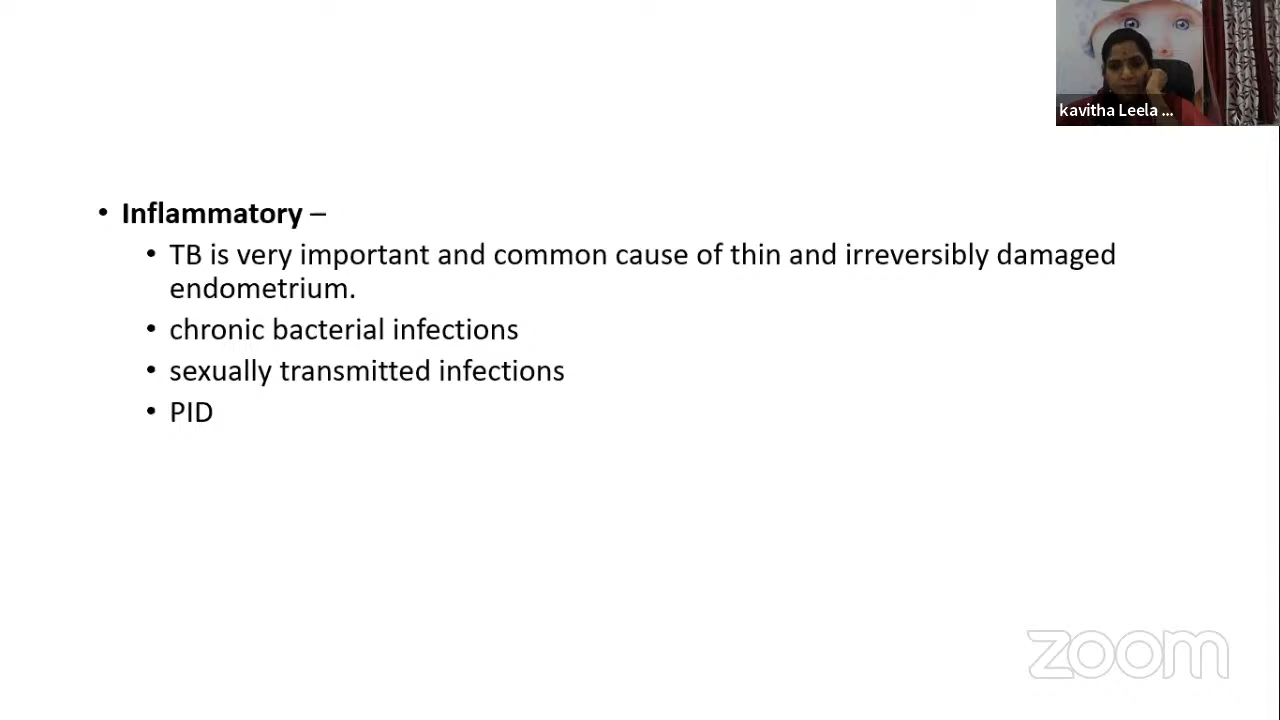 kavitha Leela ...
• Inflammatory –
• TB is very important and common cause of thin and irreversibly damaged
endometrium.
• chronic bacterial infections
• sexually transmitted infections
• PID
zoom